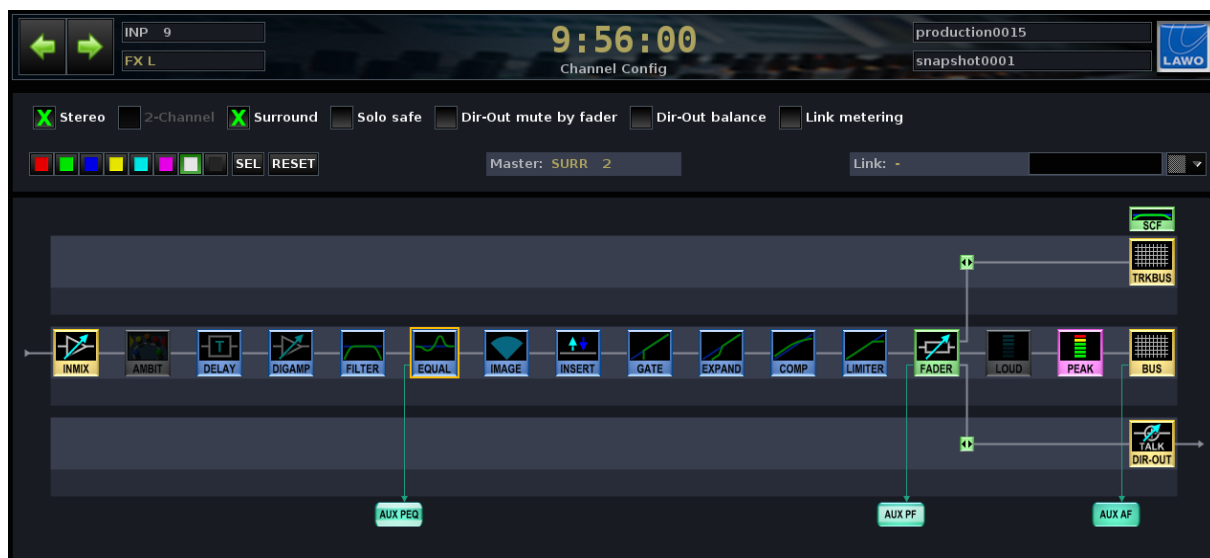 INP 9
FX L
9:56:00
Channel Config
production0015
snapshot0001
LAWO
X Stereo 2-Channel X Surround Solo safe Dir-Out mute by fader Dir-Out balance Link metering
SEL RESET Master: SURR 2 Link: -
SCF
TRKBUS
T
INMIX AMBIT DELAY DIGAMP FILTER EQUAL IMAGE INSERT GATE EXPAND COMP LIMITER FADER LOUD PEAK BUS
TALK
DIR-OUT
AUX PEQ AUX PF AUX AF